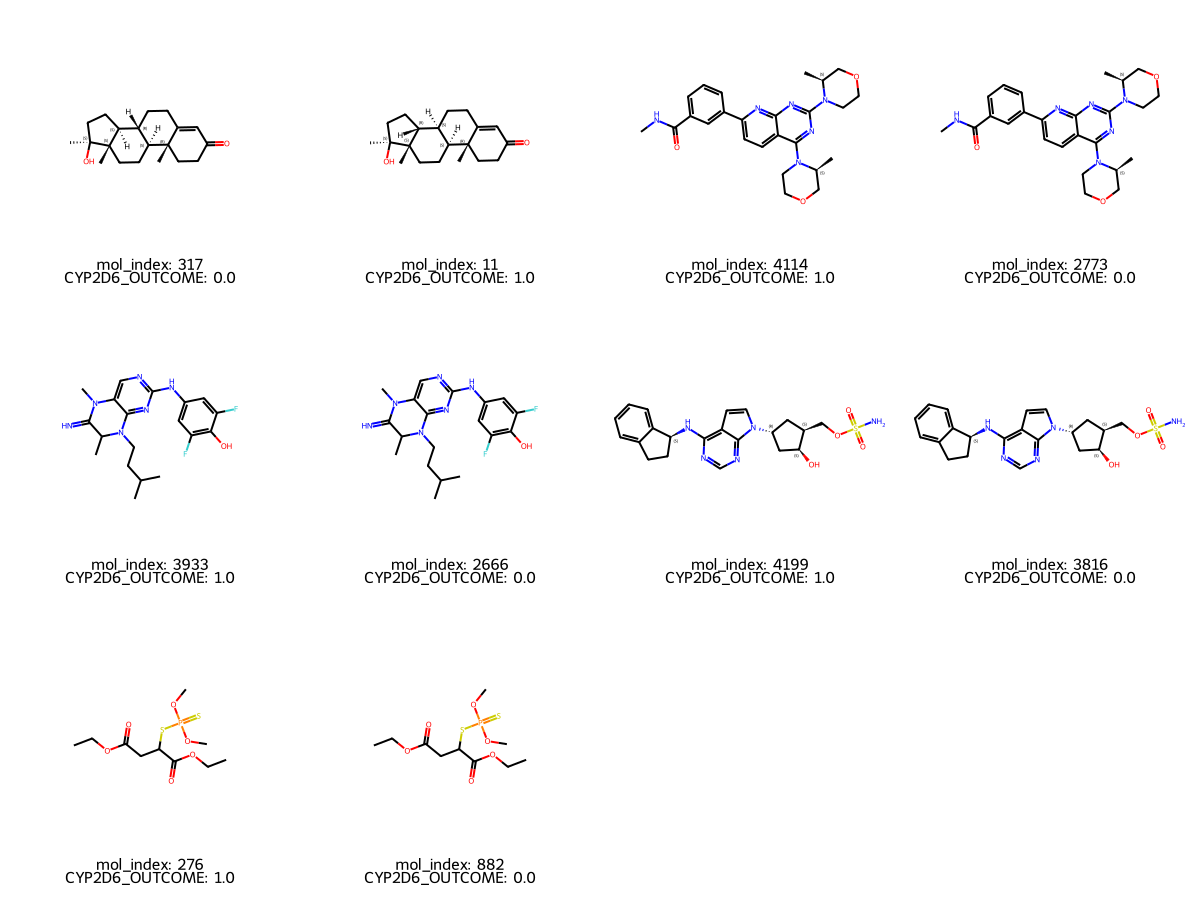 mol_index: 317
CYP2D6_OUTCOME: 0.0
mol_index: 11
CYP2D6_OUTCOME: 1.0
mol_index: 4114
CYP2D6_OUTCOME: 1.0
mol_index: 2773
CYP2D6_OUTCOME: 0.0
mol_index: 3933
CYP2D6_OUTCOME: 1.0
mol_index: 2666
CYP2D6_OUTCOME: 0.0
mol_index: 4199
CYP2D6_OUTCOME: 1.0
mol_index: 3816
CYP2D6_OUTCOME: 0.0
mol_index: 276
CYP2D6_OUTCOME: 1.0
mol_index: 882
CYP2D6_OUTCOME: 0.0